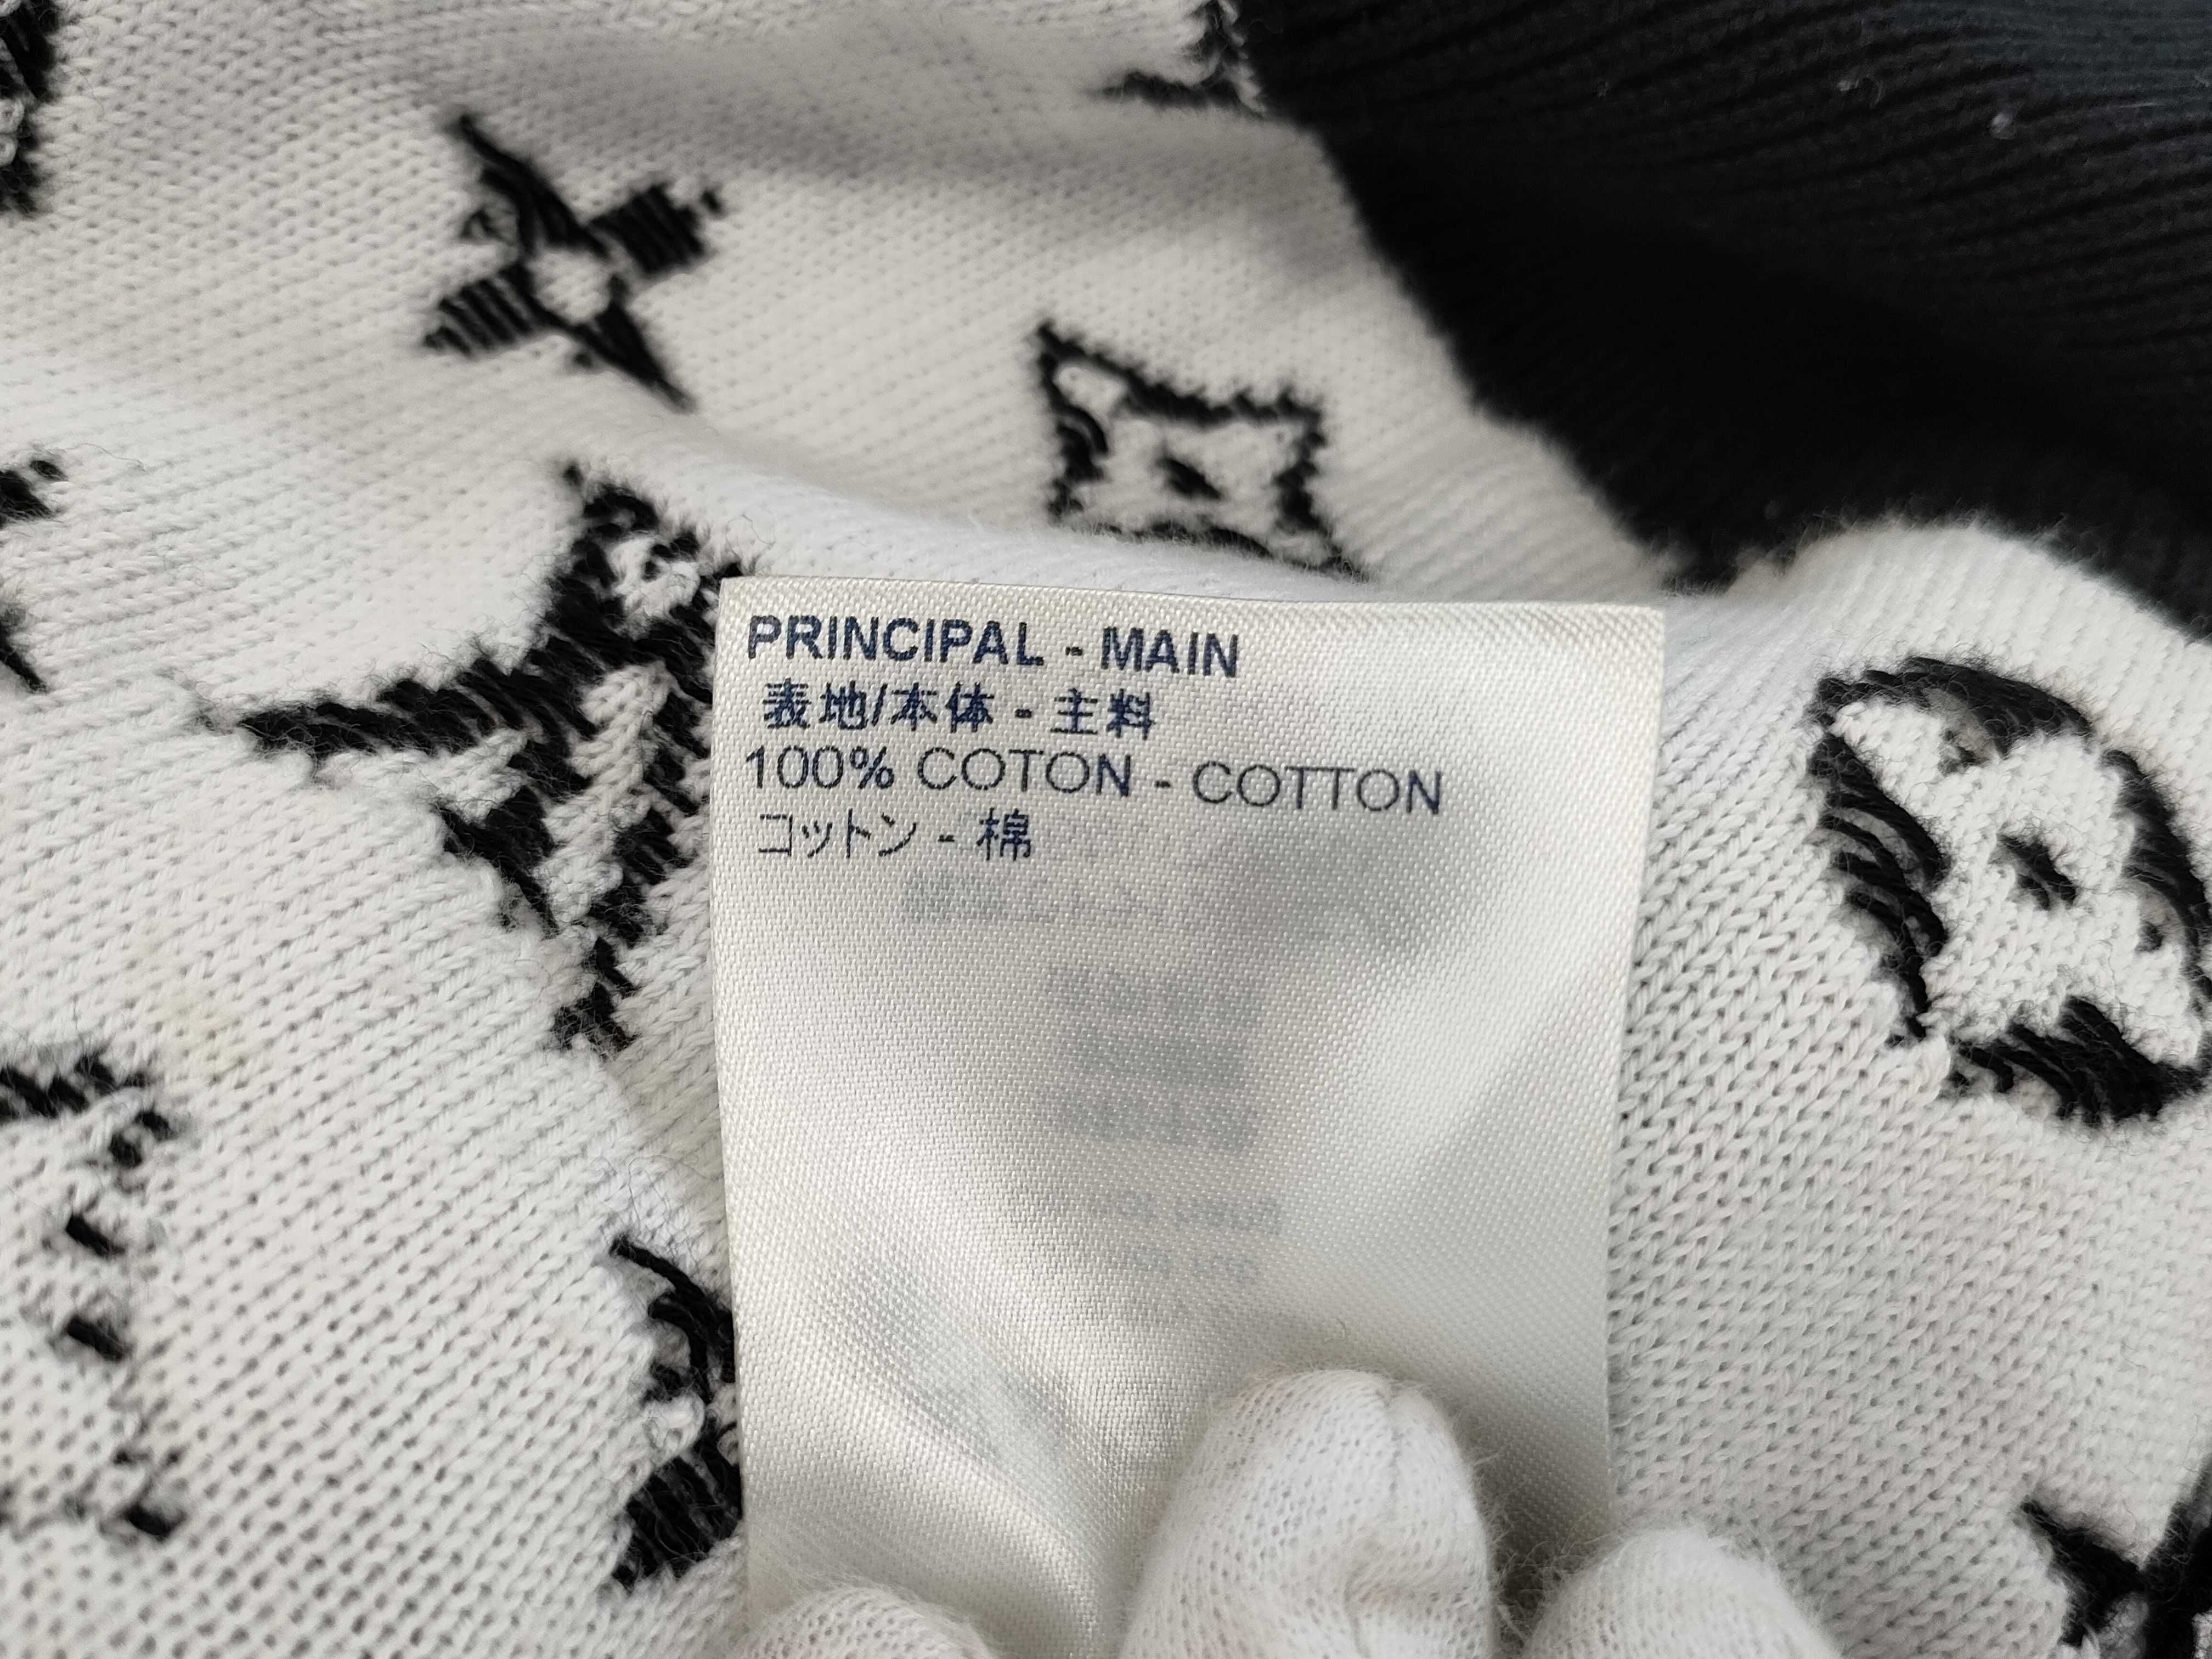 PRINCIPAL - MAIN
表地/本体 - 主料
100% COTON - COTTON
コットン - 棉